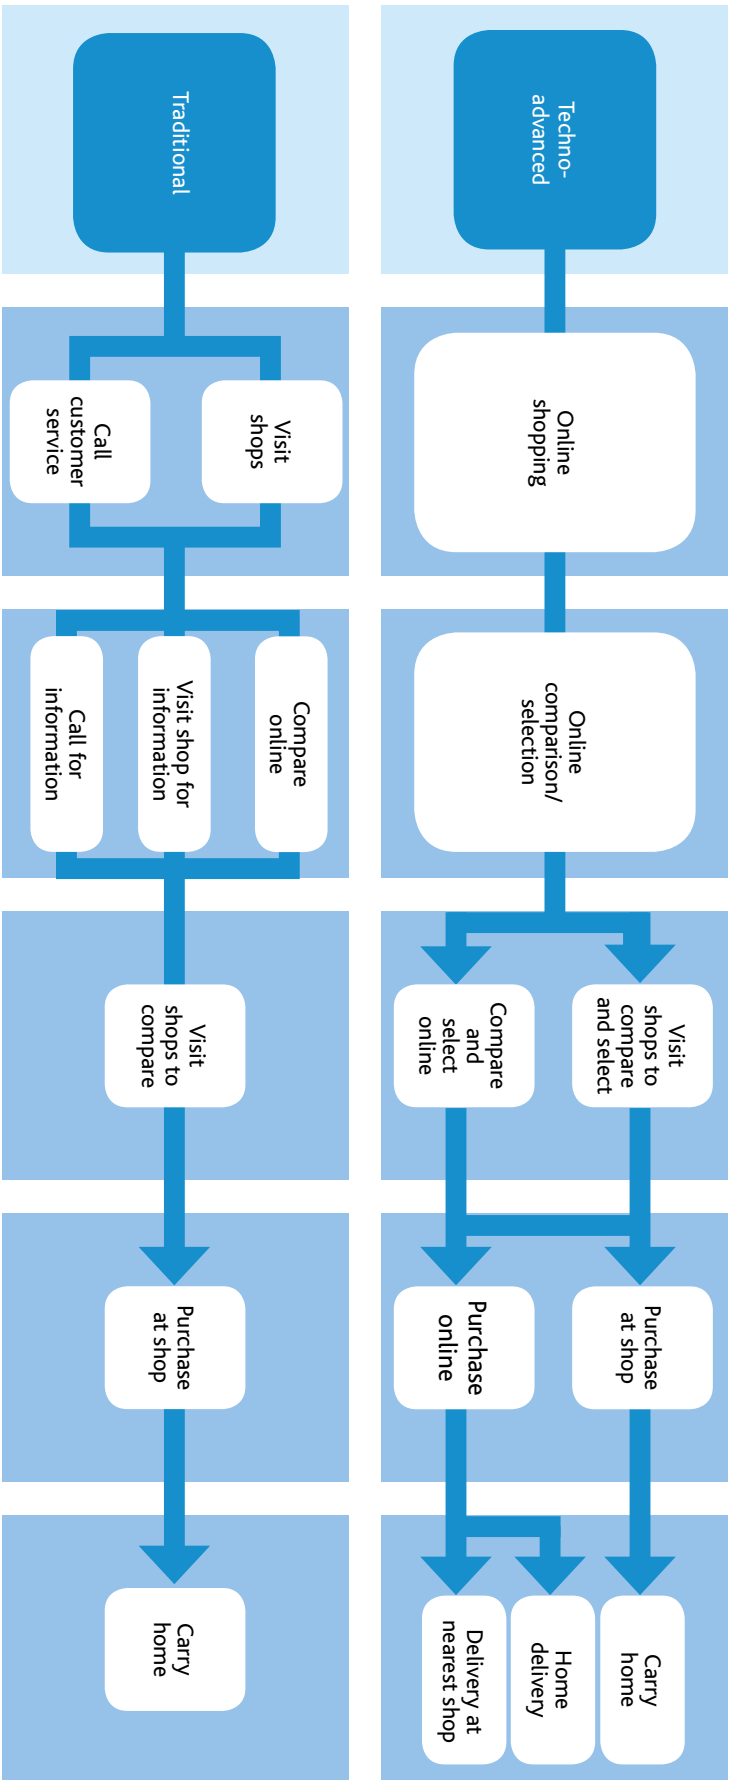 Techno-
advanced
Online
shopping
Online
comparison/
selection
Visit
shops to
compare
and select
Compare
and
select
online
Purchase
at shop
Purchase
online
Carry
home
Home
delivery
Delivery at
nearest shop
Traditional
Visit
shops
Call
customer
service
Compare
online
Visit shop for
information
Call for
information
Visit
shops to
compare
Purchase
at shop
Carry
home